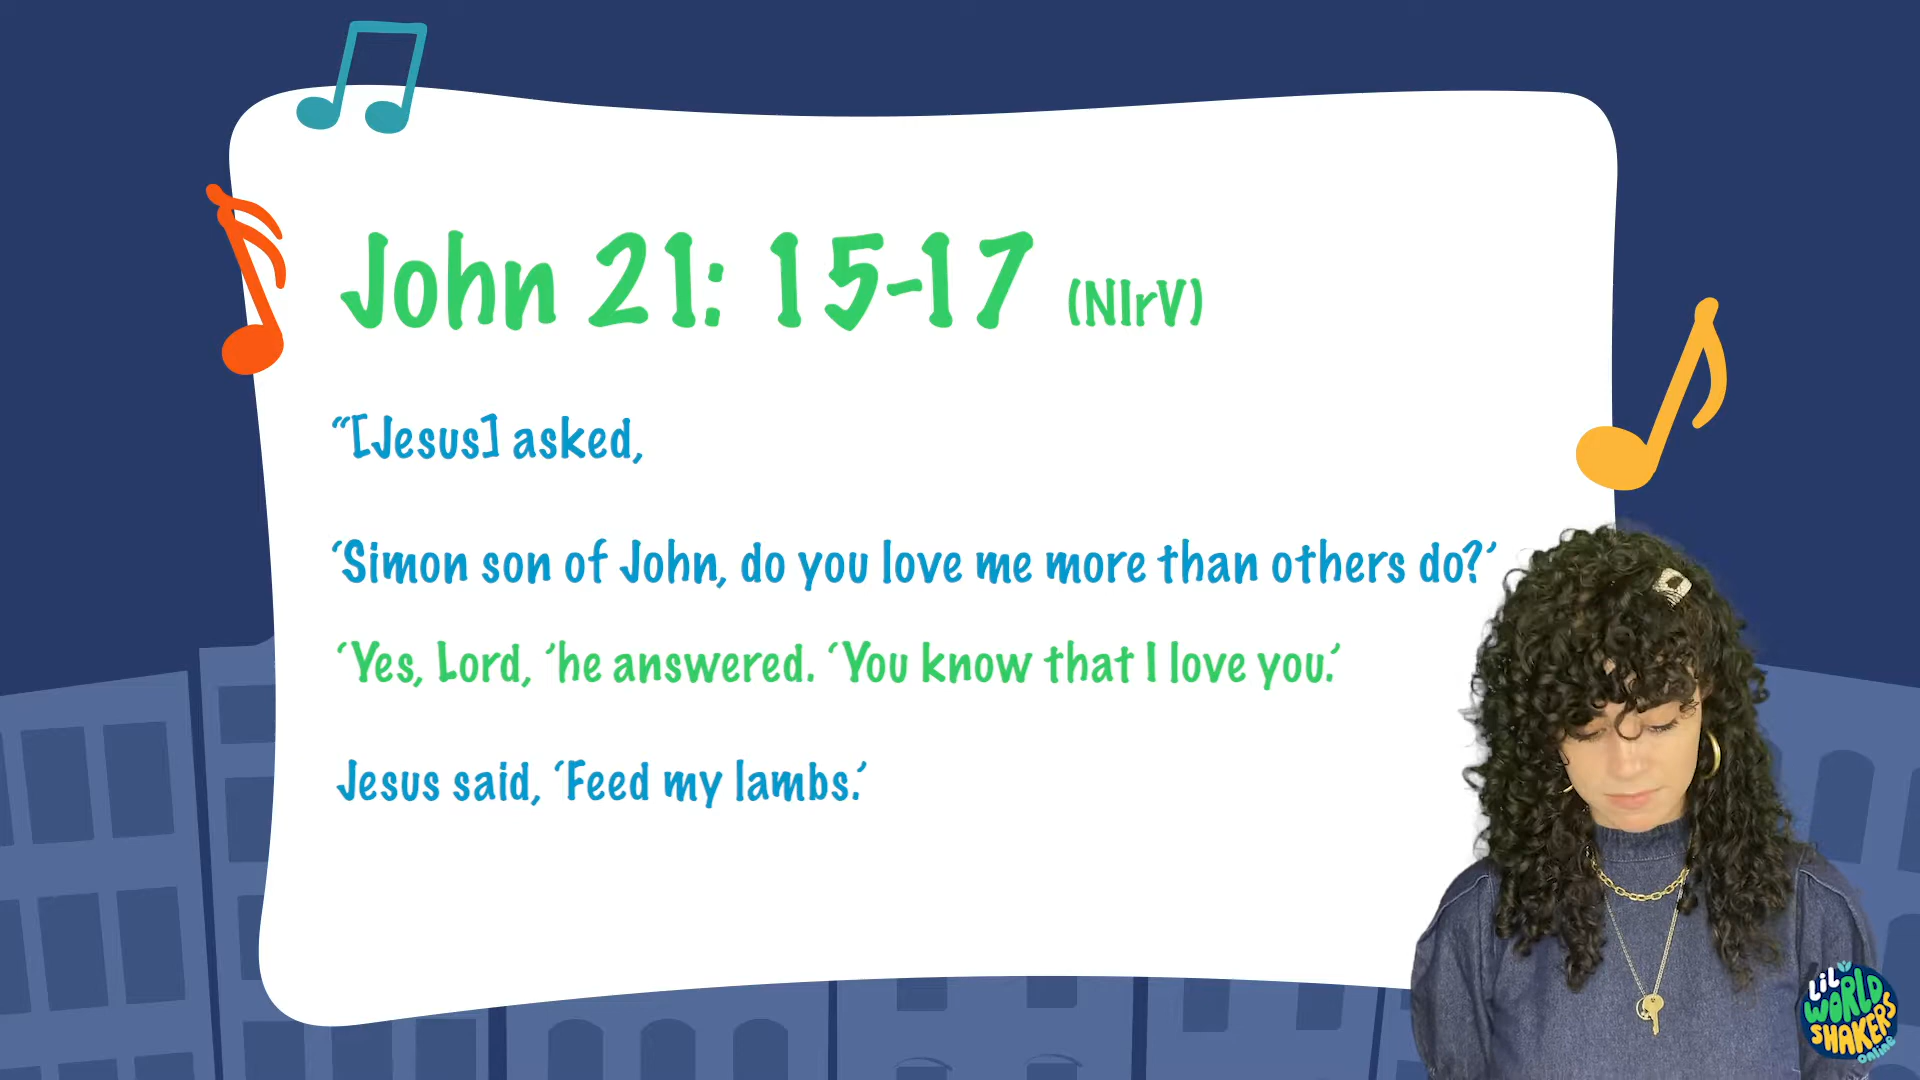 John 21: 15-17 (NIrV)
“[Jesus] asked,
‘Simon son of John, do you love me more than others do?’
‘Yes, Lord, ’he answered. ‘You know that I love you.’
Jesus said, ‘Feed my lambs.’
LiL
WORLD
SHAKERS
online